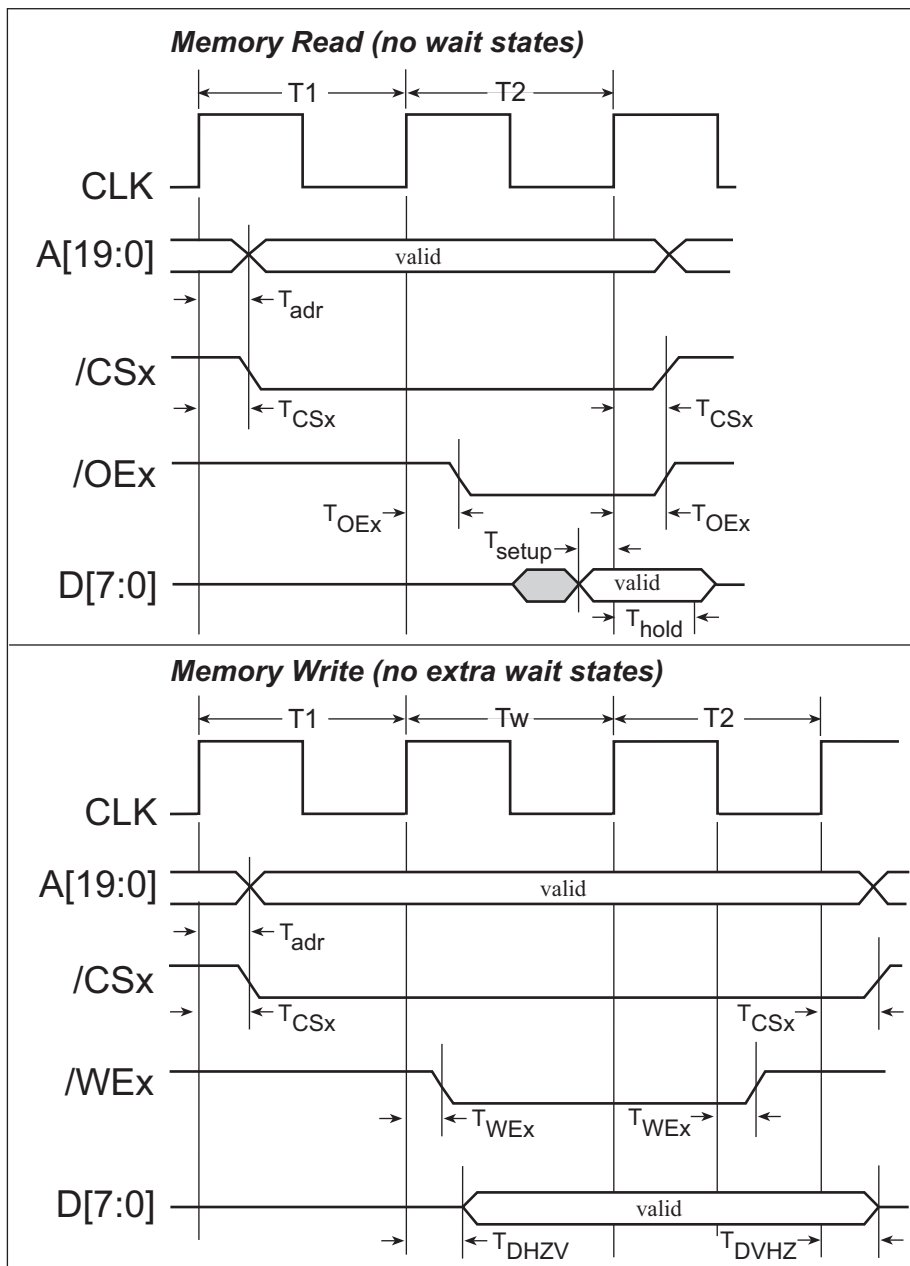 Memory Read (no wait states)
T1 T2
CLK
A[19:0] valid
Tadr
/CSx
TCSx TCSx
/OEx
TOEx TOEx
Tsetup
D[7:0] valid
Thold
Memory Write (no extra wait states)
T1 Tw T2
CLK
A[19:0] valid
Tadr
/CSx
TCSx TCSx
/WEx
TWEx TWEx
D[7:0] valid
TDHZV TDVHZ